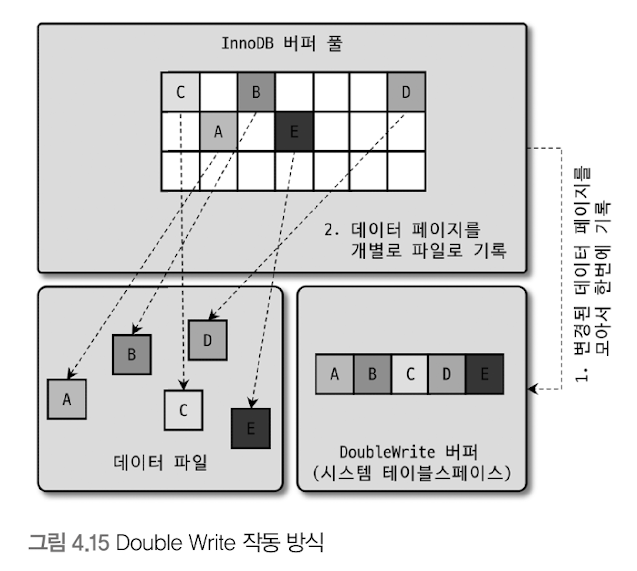 InnoDB 버퍼 풀
C
B
D
A
E
2. 데이터 페이지를
개별로 파일로 기록
1. 변경된 데이터 페이지를
모아서 한번에 기록
D
B
A
C
E
데이터 파일
A B C D E
DoubleWrite 버퍼
(시스템 테이블스페이스)
그림 4.15 Double Write 작동 방식